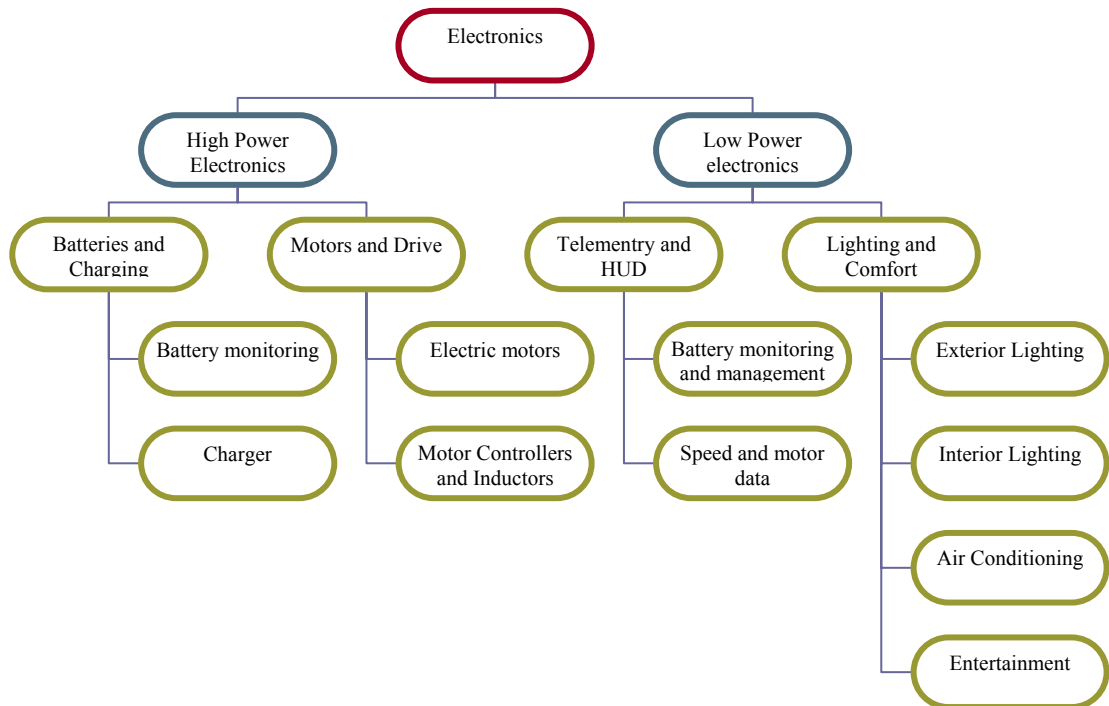 Electronics
High Power
Electronics
Low Power
electronics
Batteries and
Charging
Motors and Drive
Telementry and
HUD
Lighting and
Comfort
Battery monitoring
Electric motors
Battery monitoring
and management
Exterior Lighting
Charger
Motor Controllers
and Inductors
Speed and motor
data
Interior Lighting
Air Conditioning
Entertainment